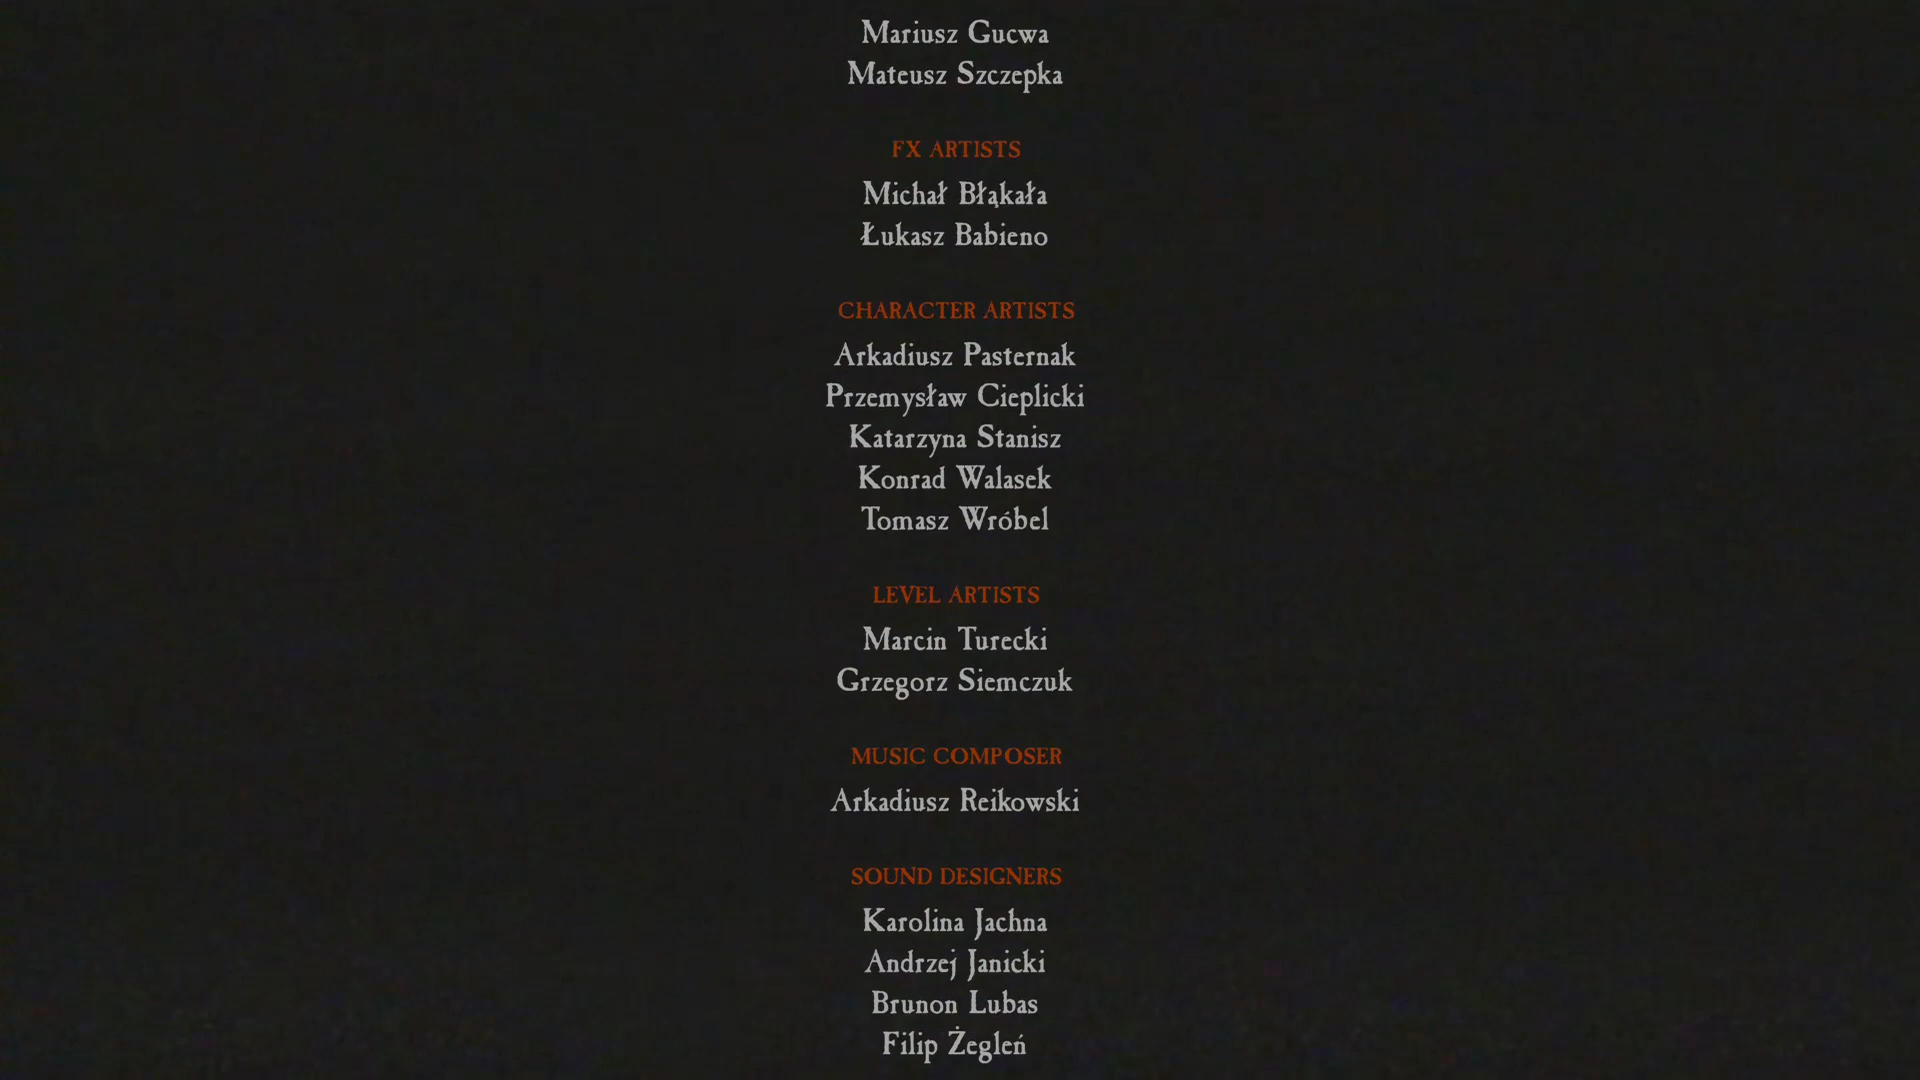 Mariusz Gucwa
Mateusz Szczepka
FX ARTISTS
Michał Błąkała
Łukasz Babieno
CHARACTER ARTISTS
Arkadiusz Pasternak
Przemysław Cieplicki
Katarzyna Stanisz
Konrad Walasek
Tomasz Wróbel
LEVEL ARTISTS
Marcin Turecki
Grzegorz Siemczuk
MUSIC COMPOSER
Arkadiusz Reikowski
SOUND DESIGNERS
Karolina Jachna
Andrzej Janicki
Brunon Lubas
Filip Żegleń